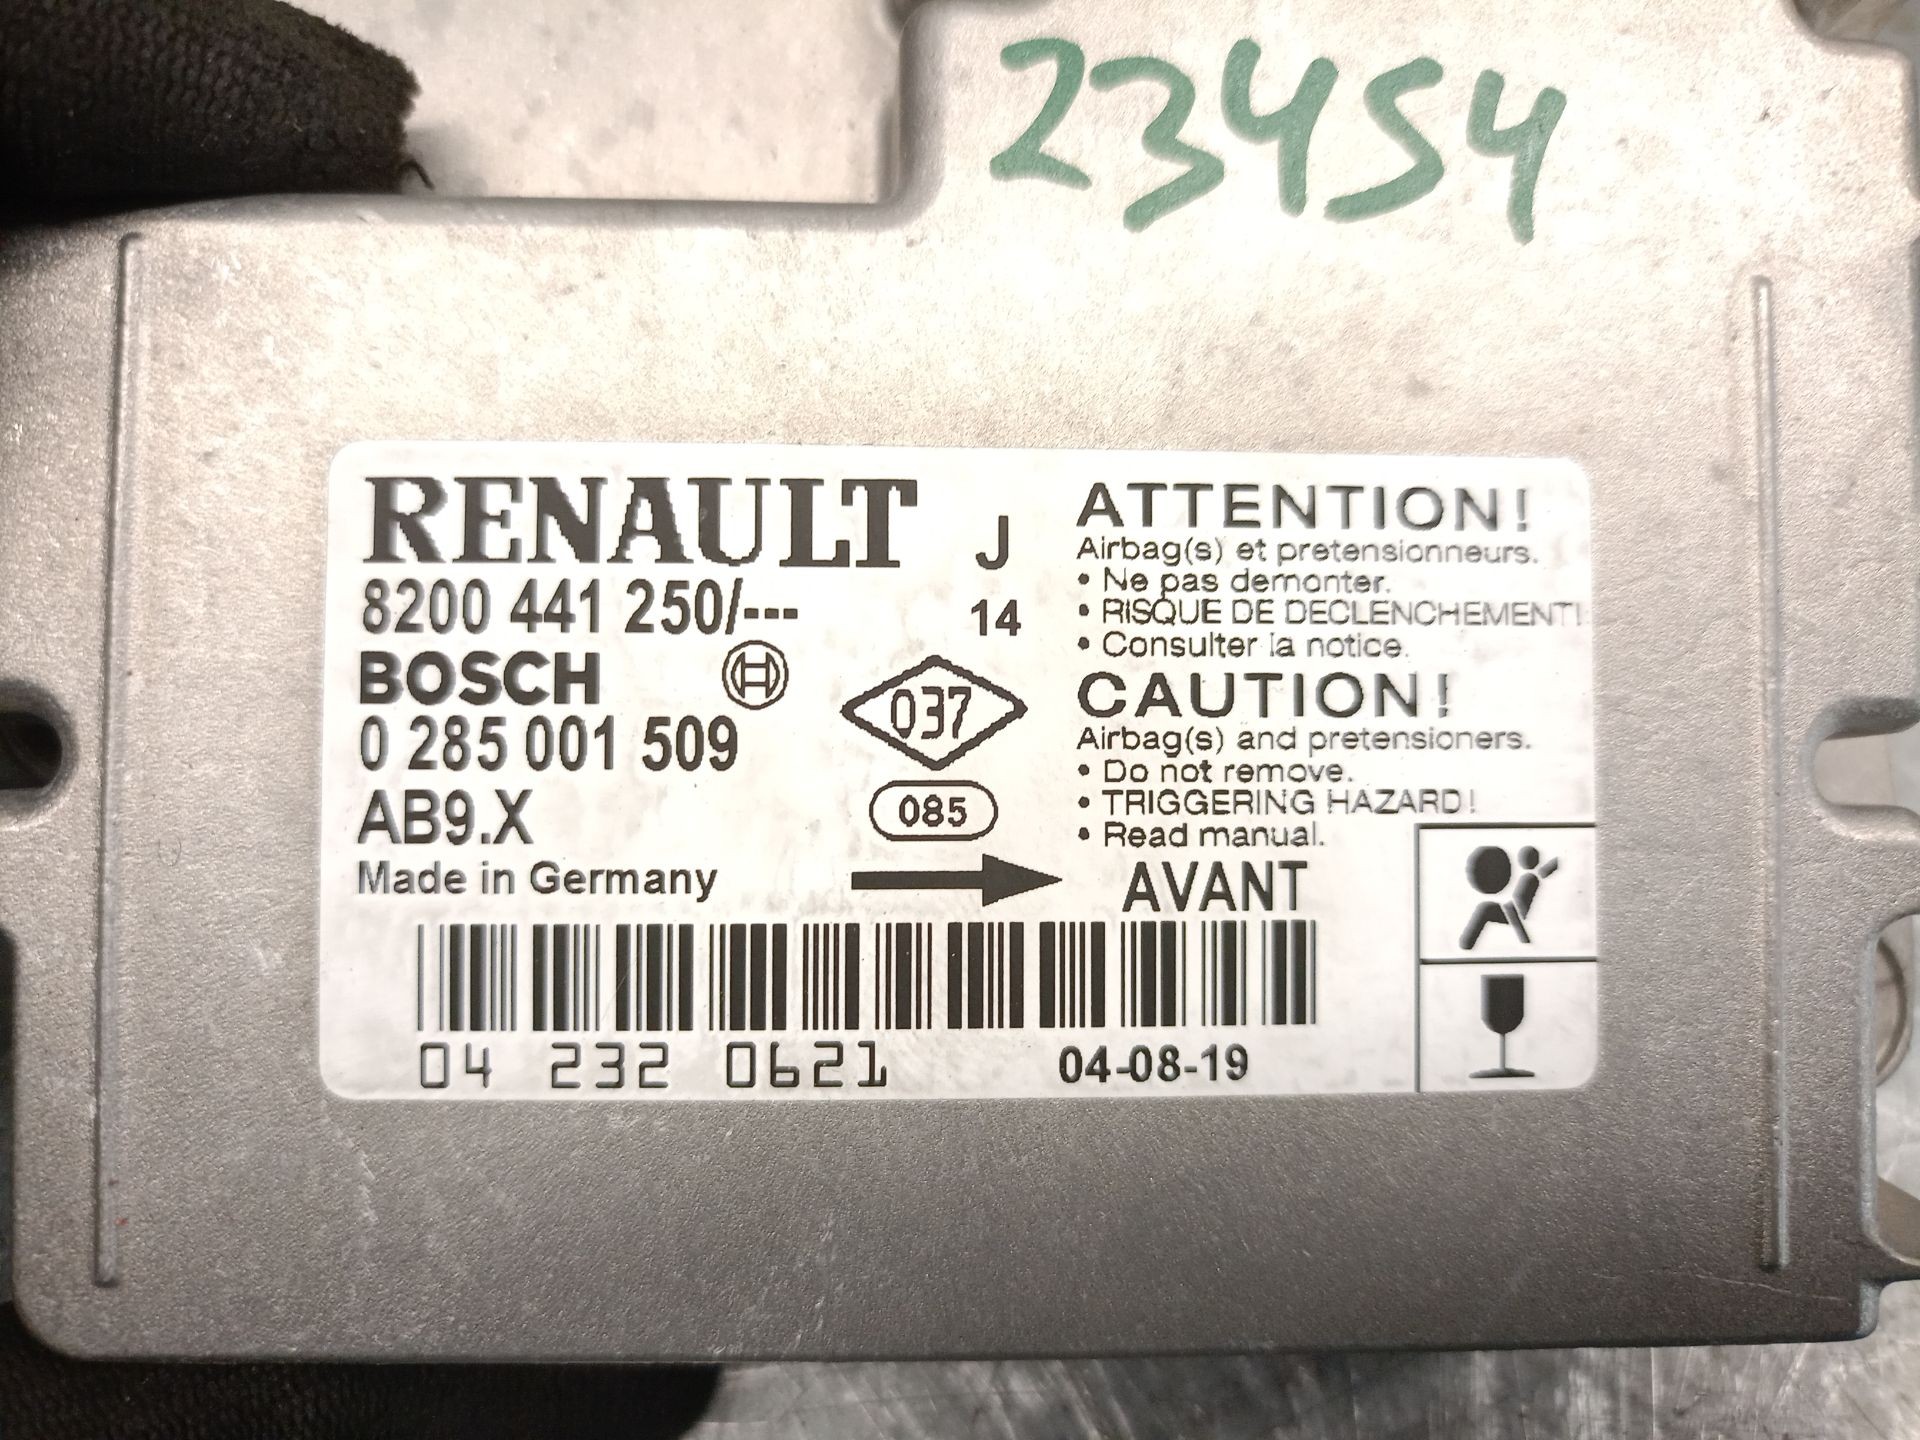 23454
RENAULT J
8200 441 250/--- 14
BOSCH
0 285 001 509
AB9.X
Made in Germany
037
085
ATTENTION!
Airbag(s) et pretensionneurs.
• Ne pas demonter.
• RISQUE DE DECLENCHEMENT!
• Consulter la notice.
CAUTION!
Airbag(s) and pretensioners.
• Do not remove.
• TRIGGERING HAZARD!
• Read manual.
AVANT
04 232 0621 04-08-19